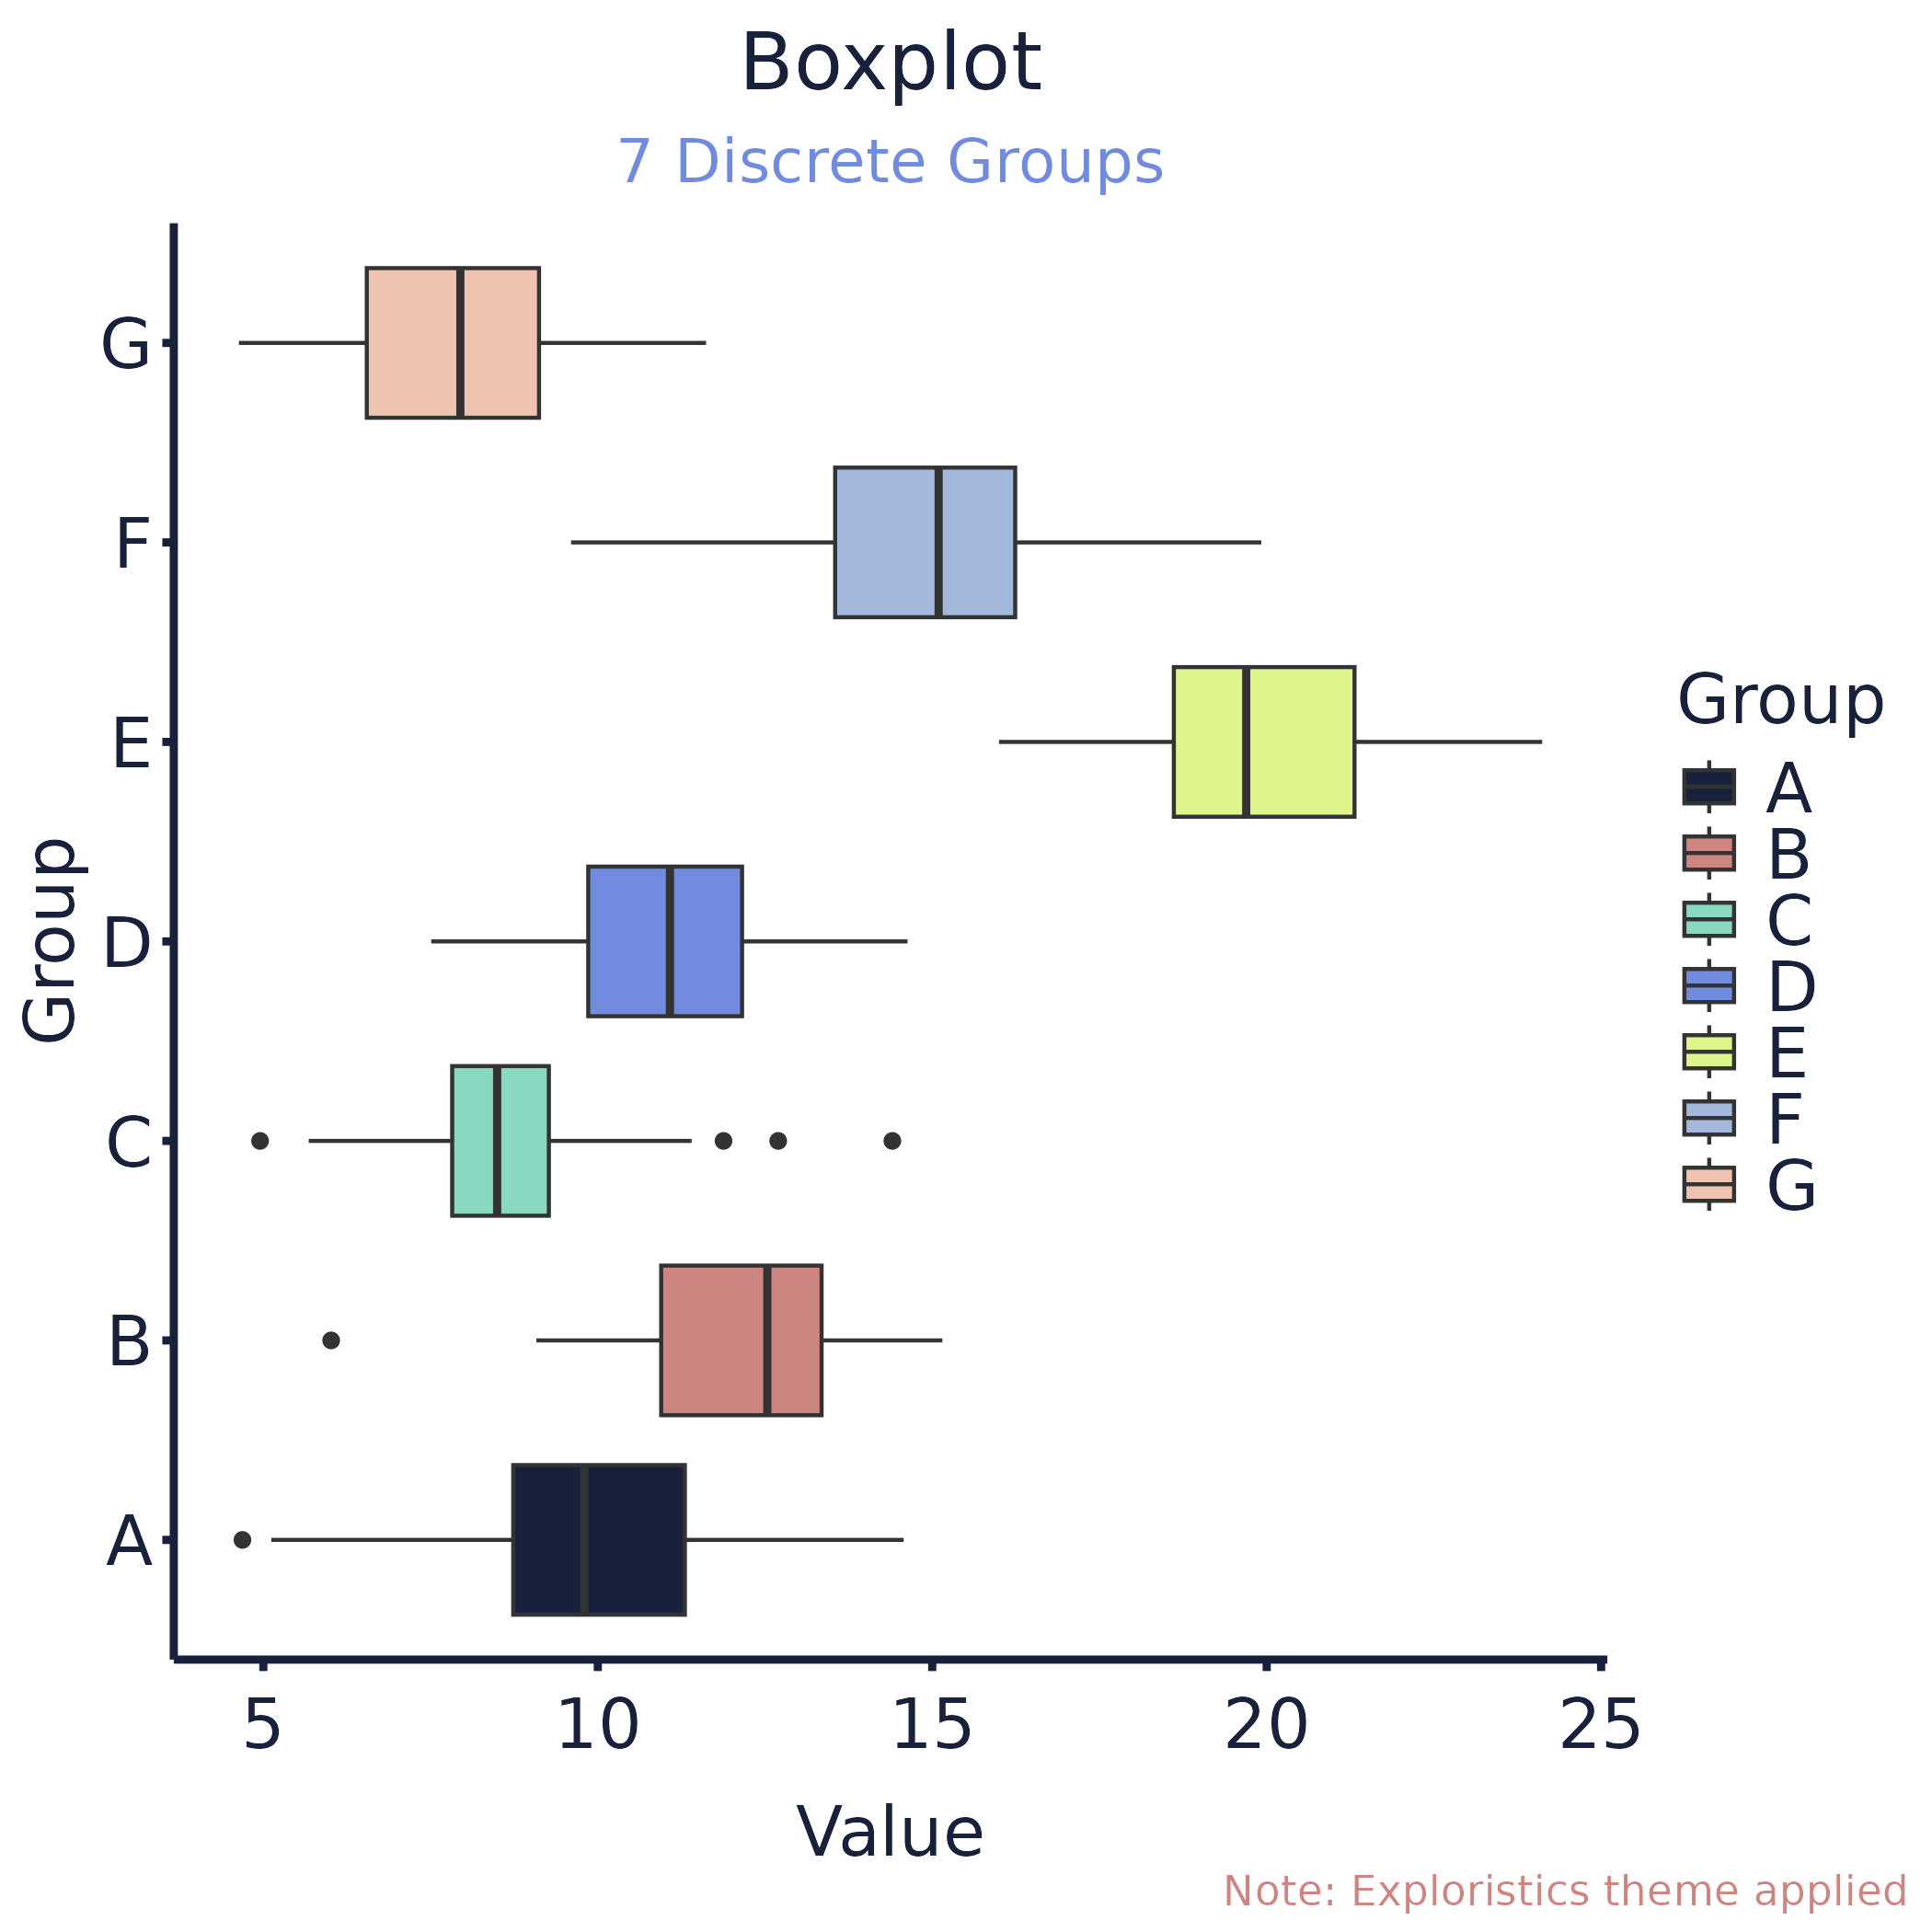 Boxplot
7 Discrete Groups
Group
G
F
E
D
C
B
A
5 10 15 20 25
Value
Group
A
B
C
D
E
F
G
Note: Exploristics theme applied